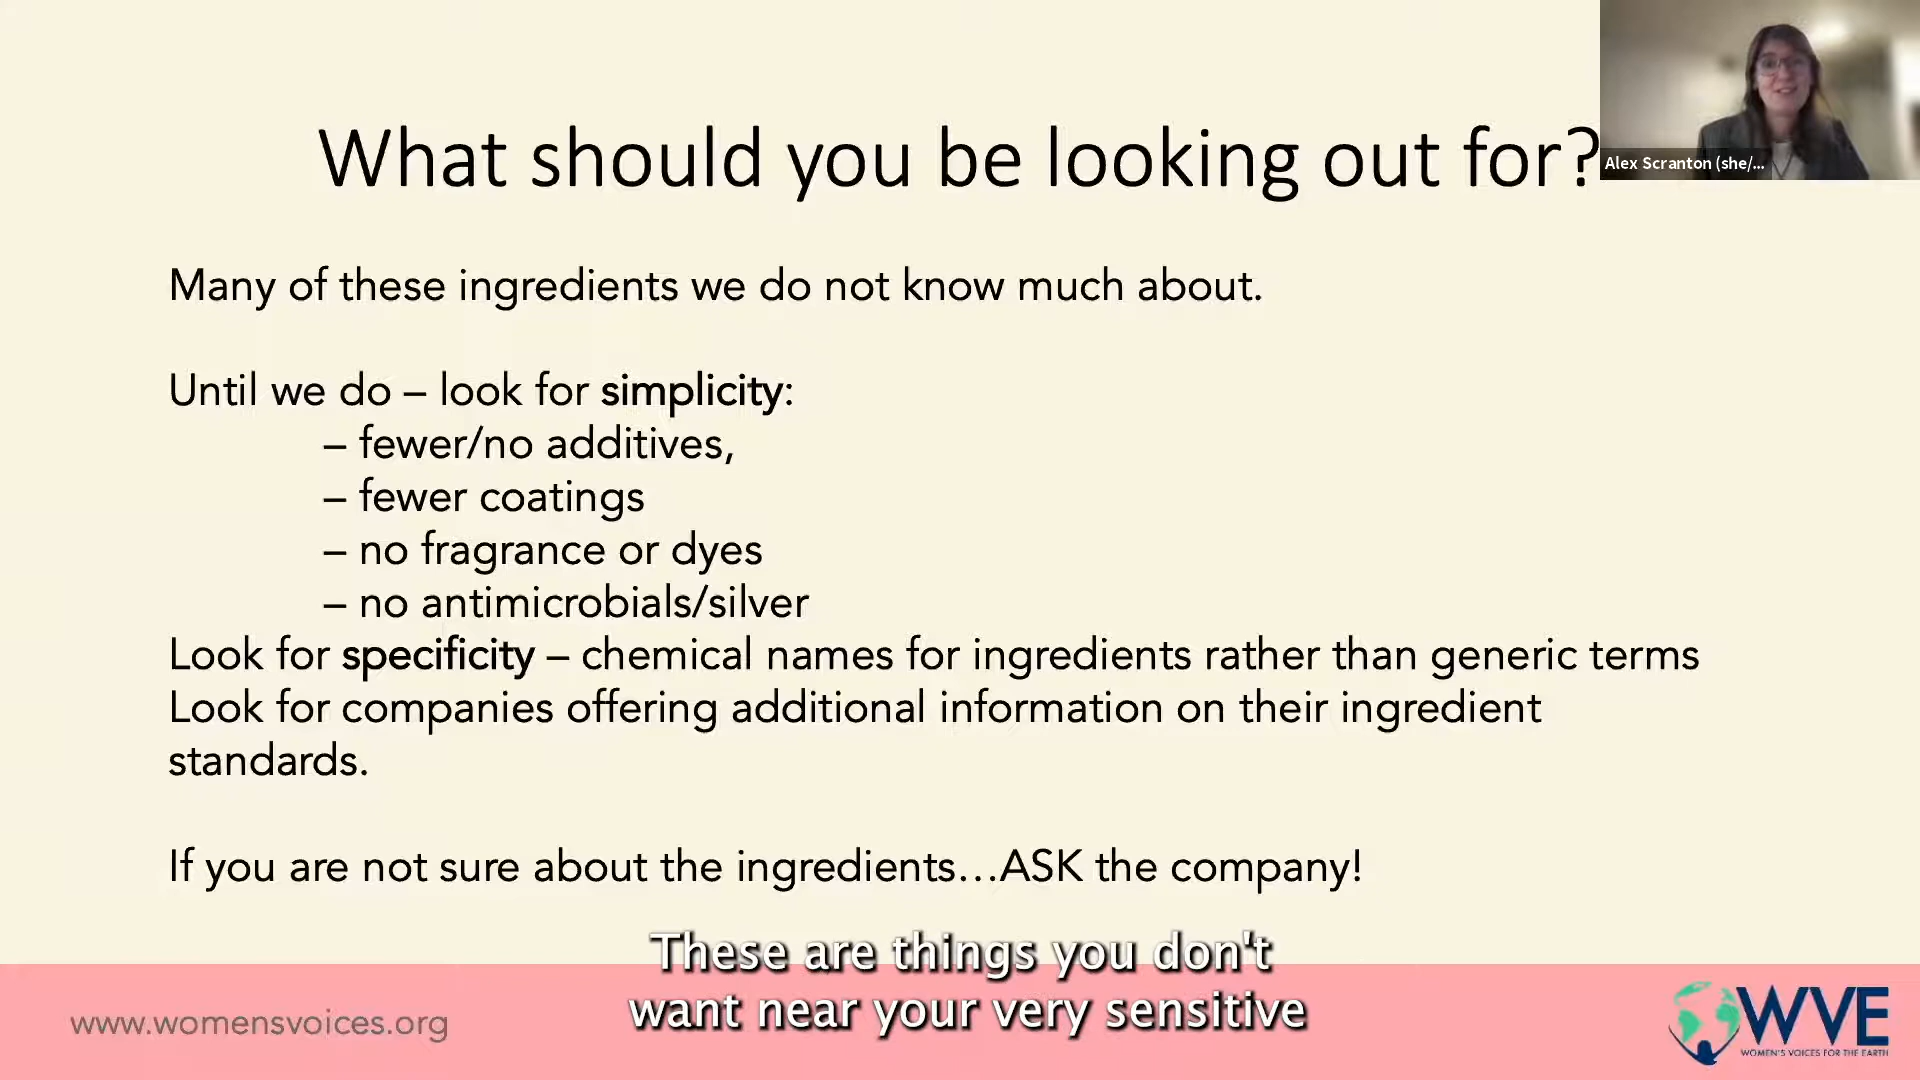 What should you be looking out for?
Alex Scranton (she/...
Many of these ingredients we do not know much about.
Until we do – look for simplicity:
– fewer/no additives,
– fewer coatings
– no fragrance or dyes
– no antimicrobials/silver
Look for specificity – chemical names for ingredients rather than generic terms
Look for companies offering additional information on their ingredient
standards.
If you are not sure about the ingredients…ASK the company!
These are things you don't
want near your very sensitive
www.womensvoices.org
WVE
WOMEN'S VOICES FOR THE EARTH